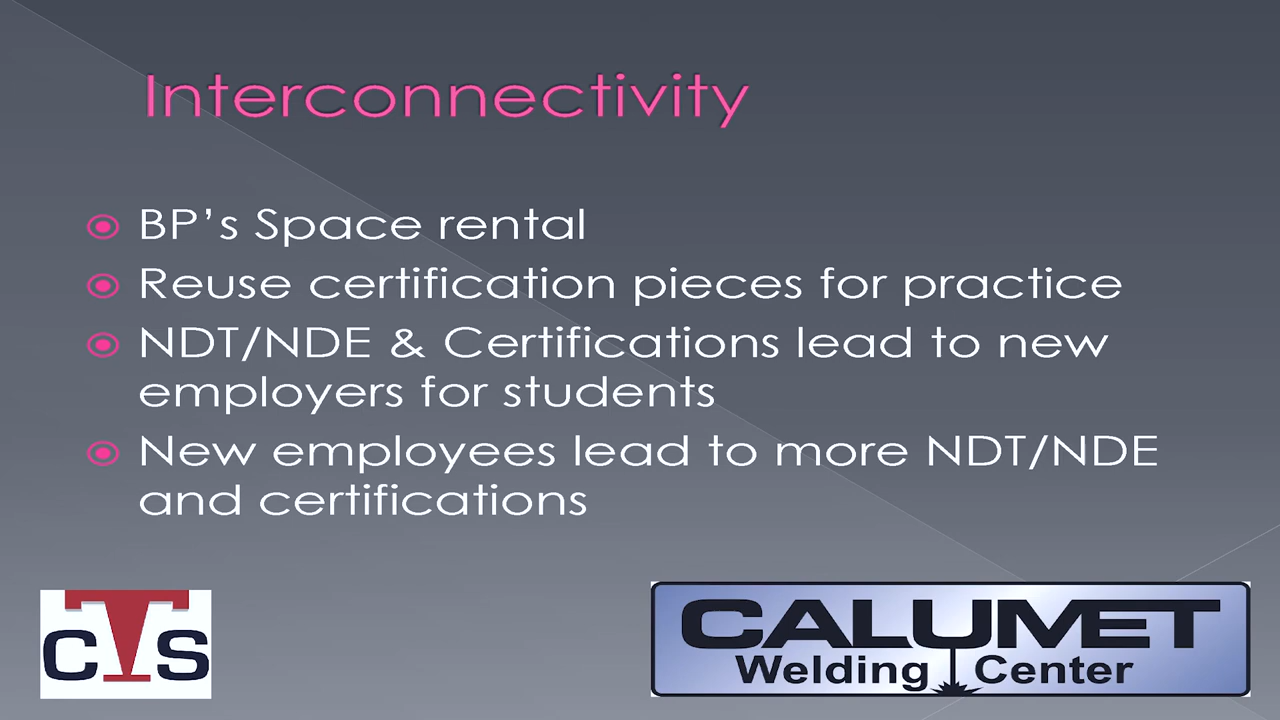 Interconnectivity
BP's Space rental
Reuse certification pieces for practice
NDT/NDE & Certifications lead to new
employers for students
New employees lead to more NDT/NDE
and certifications
CTS
CALUMET
Welding Center